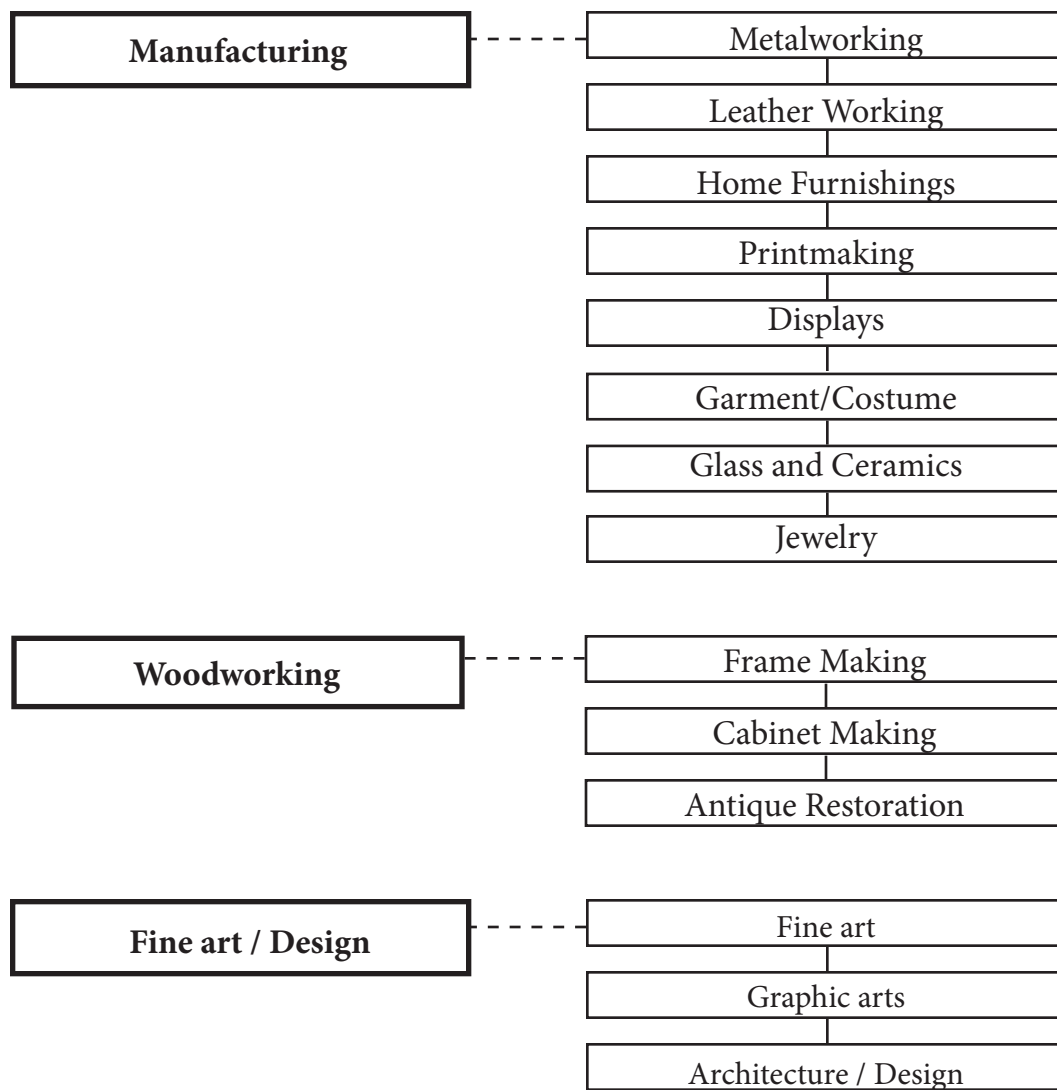 Manufacturing
Metalworking
Leather Working
Home Furnishings
Printmaking
Displays
Garment/Costume
Glass and Ceramics
Jewelry
Woodworking
Frame Making
Cabinet Making
Antique Restoration
Fine art / Design
Fine art
Graphic arts
Architecture / Design